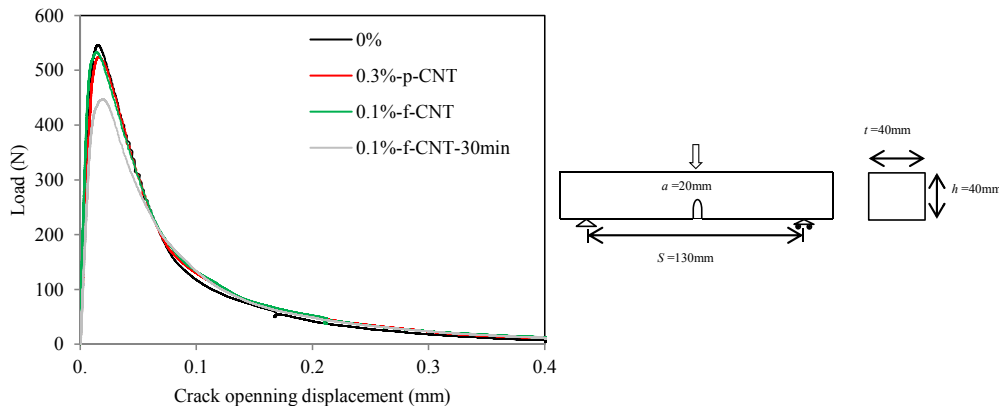 600
500
400
300
200
100
0
Load (N)
0.
0.1
0.2
0.3
0.4
Crack openning displacement (mm)
0%
0.3%-p-CNT
0.1%-f-CNT
0.1%-f-CNT-30min
a =20mm
S =130mm
t =40mm
h =40mm